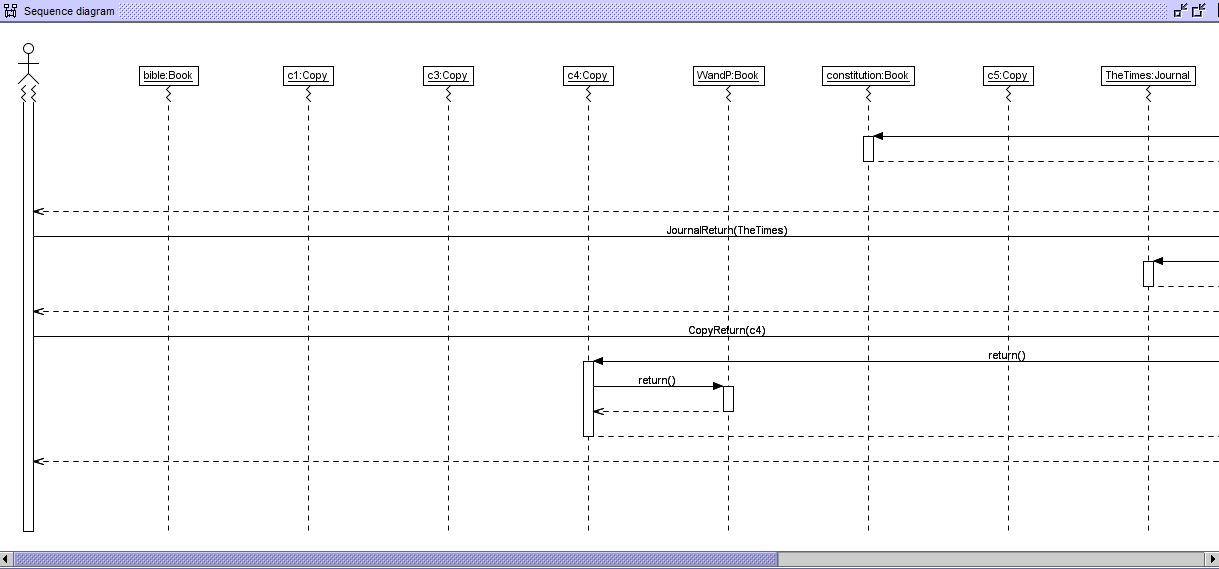 Sequence diagram
bible:Book
c1:Copy
c3:Copy
c4:Copy
WandP:Book
constitution:Book
c5:Copy
TheTimes:Journal
JournalReturn(TheTimes)
CopyReturn(c4)
return()
return()